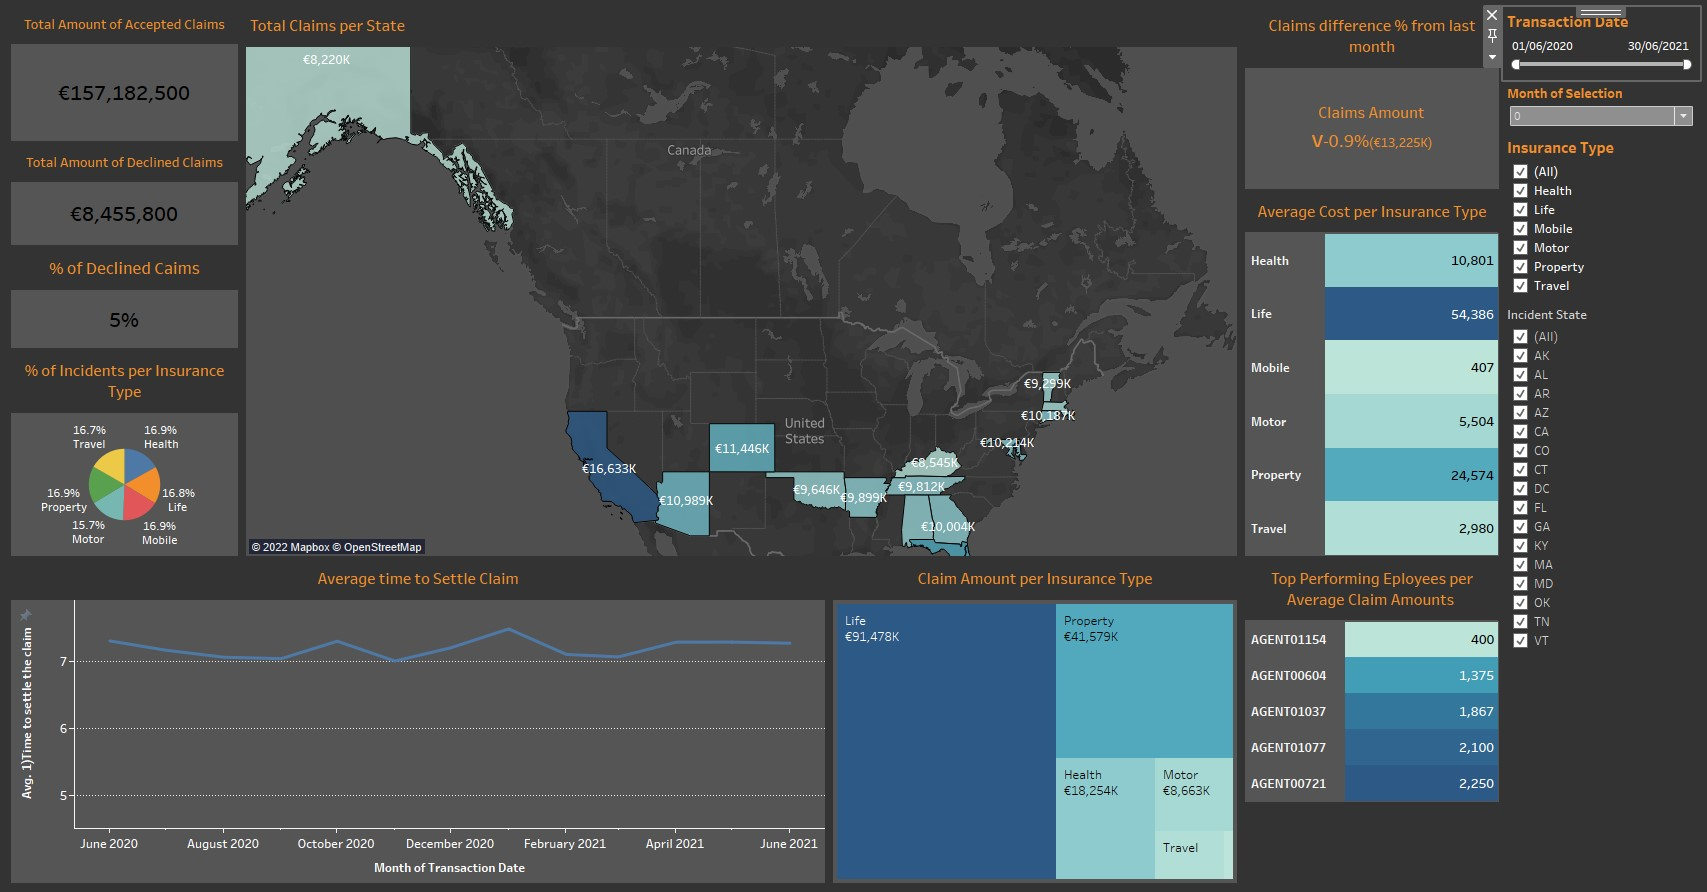 Total Amount of Accepted Claims
€157,182,500
Total Amount of Declined Claims
€8,455,800
% of Declined Caims
5%
% of Incidents per Insurance
Type
16.7%
Travel
16.9%
Health
16.9%
Property
16.8%
Life
15.7%
Motor
16.9%
Mobile
Total Claims per State
€8,220K
Canada
United
States
€16,633K
€10,989K
€11,446K
€9,646K
€9,899K
€8,545K
€9,812K
€10,004K
€10,214K
€9,299K
€10,187K
© 2022 Mapbox © OpenStreetMap
Claims difference % from last
month
Claims Amount
V-0.9%(€13,225K)
Average Cost per Insurance Type
Health 10,801
Life 54,386
Mobile 407
Motor 5,504
Property 24,574
Travel 2,980
Transaction Date
01/06/2020 30/06/2021
Month of Selection
0
Insurance Type
(All)
Health
Life
Mobile
Motor
Property
Travel
Incident State
(All)
AK
AL
AR
AZ
CA
CO
CT
DC
FL
GA
KY
MA
MD
OK
TN
VT
Average time to Settle Claim
Avg. 1)Time to settle the claim
7
6
5
June 2020 August 2020 October 2020 December 2020 February 2021 April 2021 June 2021
Month of Transaction Date
Claim Amount per Insurance Type
Life
€91,478K
Property
€41,579K
Health
€18,254K
Motor
€8,663K
Travel
Top Performing Eployees per
Average Claim Amounts
AGENT01154 400
AGENT00604 1,375
AGENT01037 1,867
AGENT01077 2,100
AGENT00721 2,250